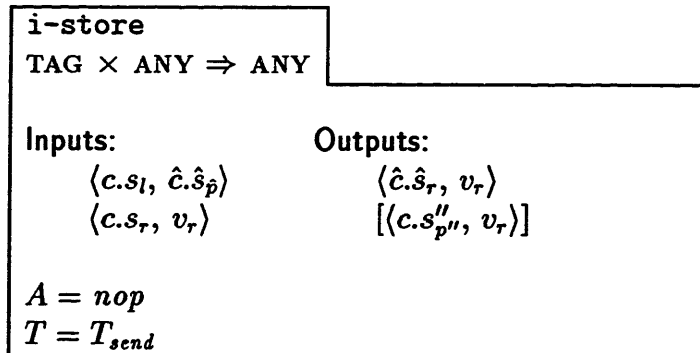 i-store
TAG × ANY ⇒ ANY
Inputs: Outputs:
⟨c.s_l, ĉ.ŝ_p̂⟩ ⟨ĉ.ŝ_r, v_r⟩
⟨c.s_r, v_r⟩ [⟨c.s''_p'', v_r⟩]
A = nop
T = T_send